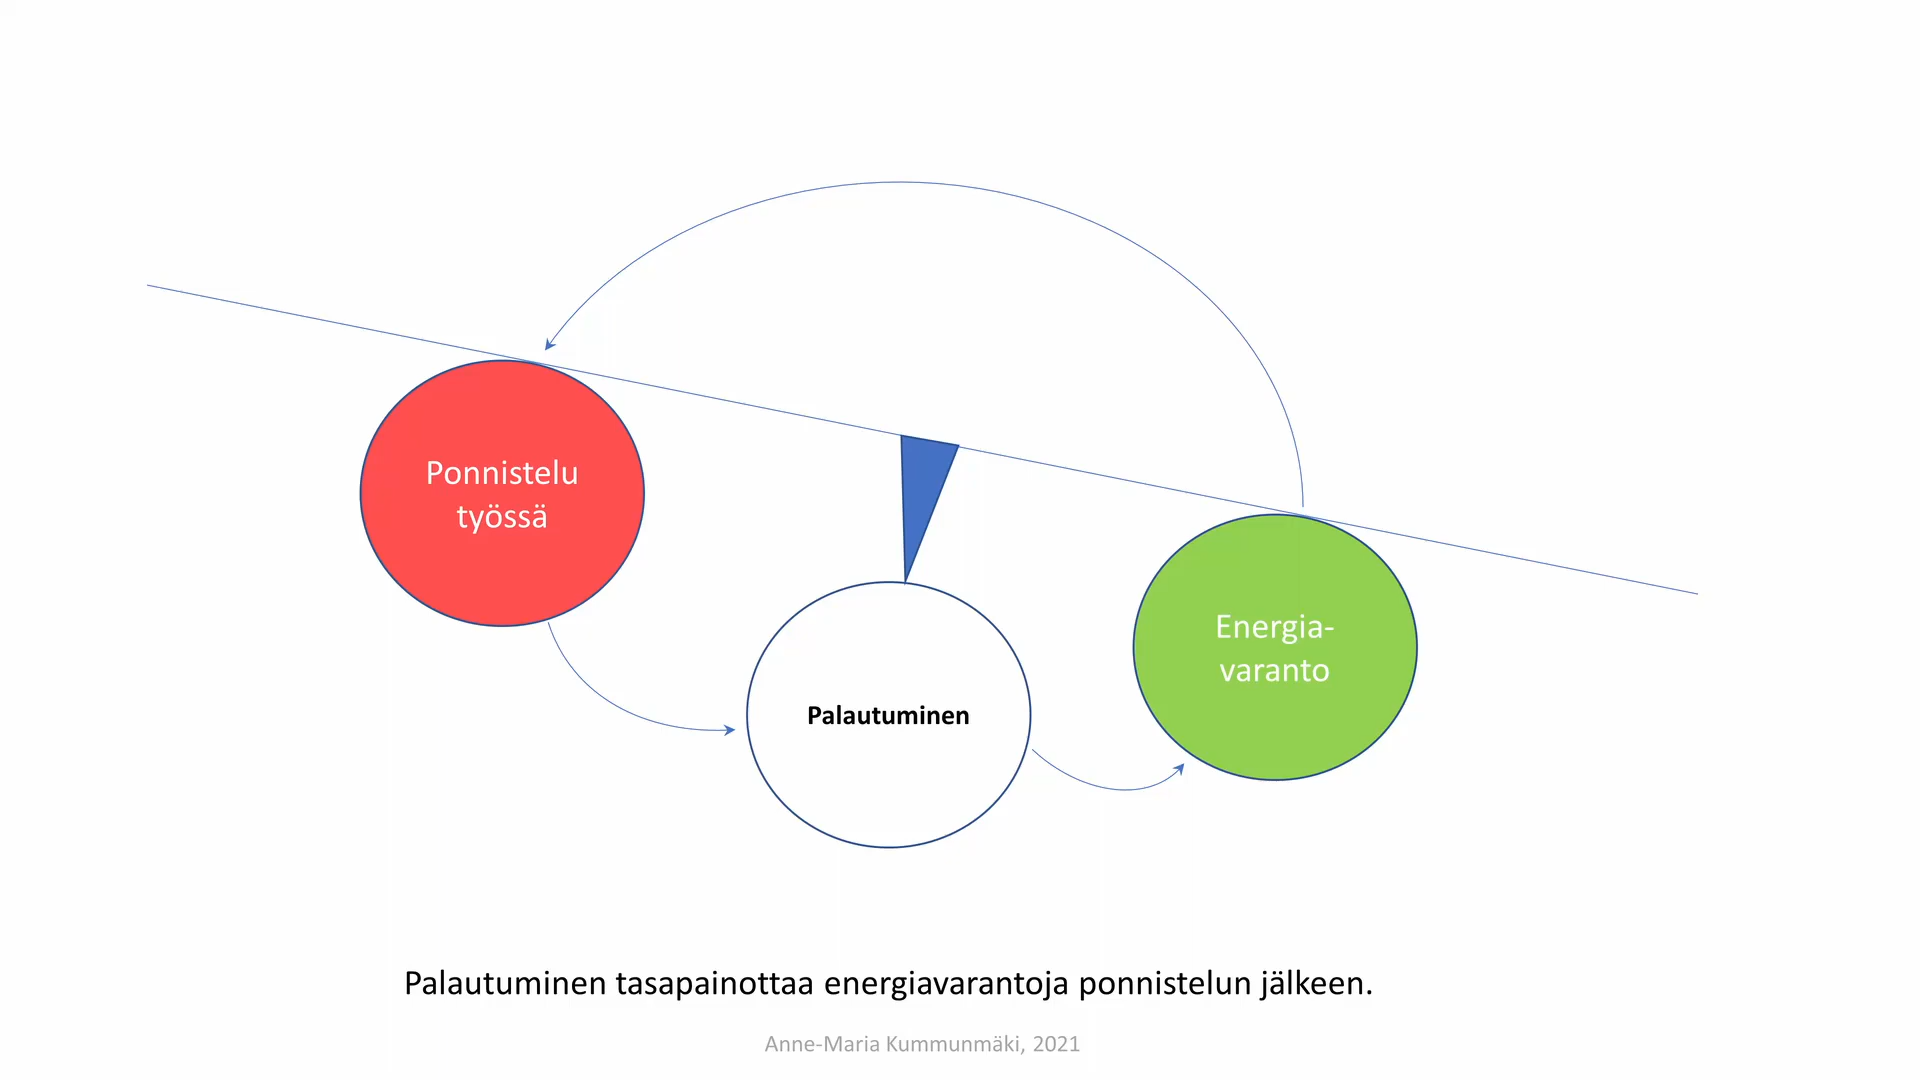 Ponnistelu
työssä
Energia-
varanto
Palautuminen
Palautuminen tasapainottaa energiavarantoja ponnistelun jälkeen.
Anne-Maria Kummunmäki, 2021